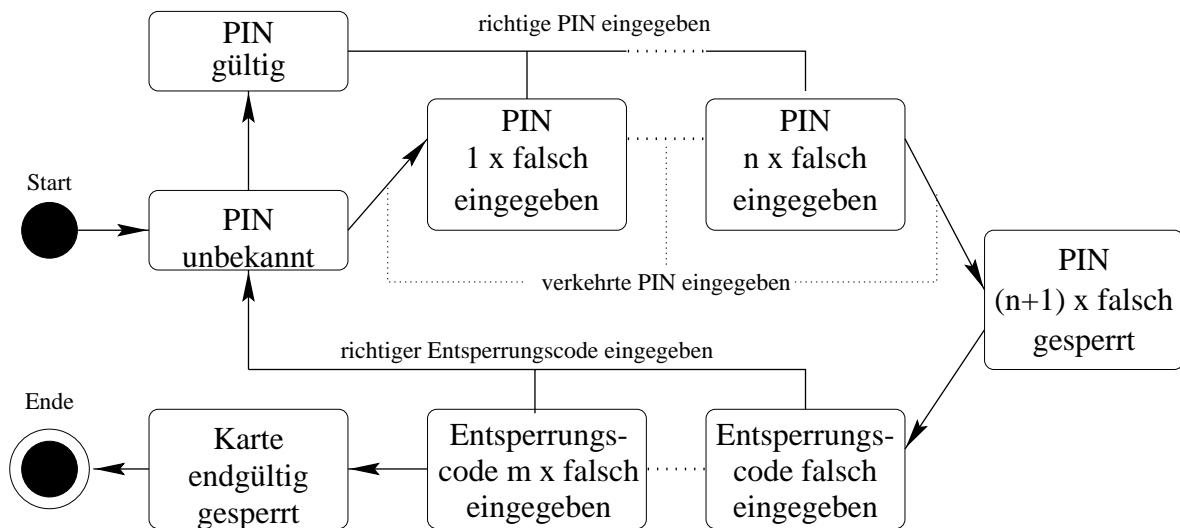 PIN
gültig
richtige PIN eingegeben
PIN
1 x falsch
eingegeben
PIN
n x falsch
eingegeben
Start
PIN
unbekannt
verkehrte PIN eingegeben
PIN
(n+1) x falsch
gesperrt
richtiger Entsperrungscode eingegeben
Ende
Karte
endgültig
gesperrt
Entsperrungs-
code m x falsch
eingegeben
Entsperrungs-
code falsch
eingegeben